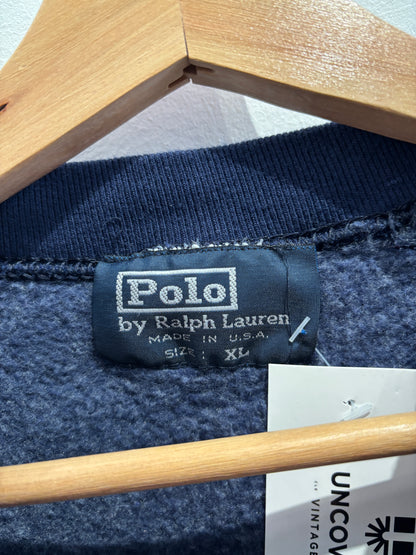 Polo
by Ralph Lauren
MADE IN U.S.A.
SIZE: XL
UNCOV
VINTAGE